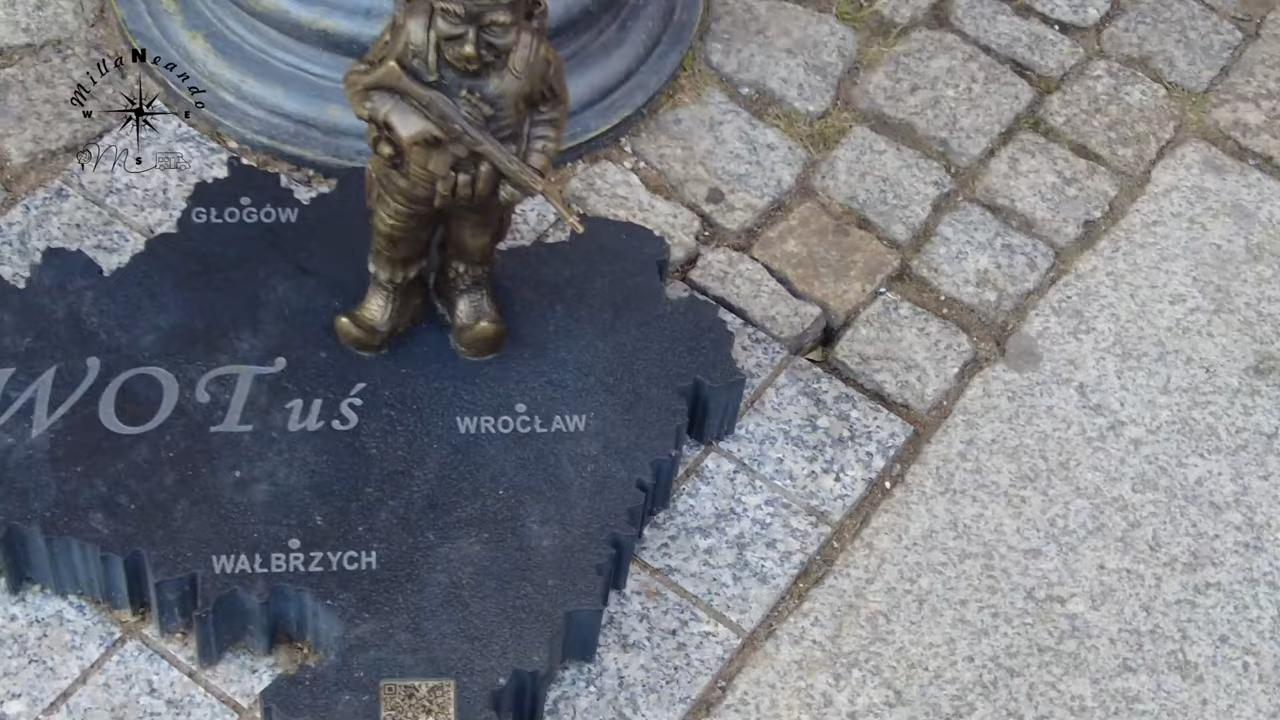 MillaNeando
N
W E
S
GŁOGÓW
WOTuś
WROCŁAW
WAŁBRZYCH